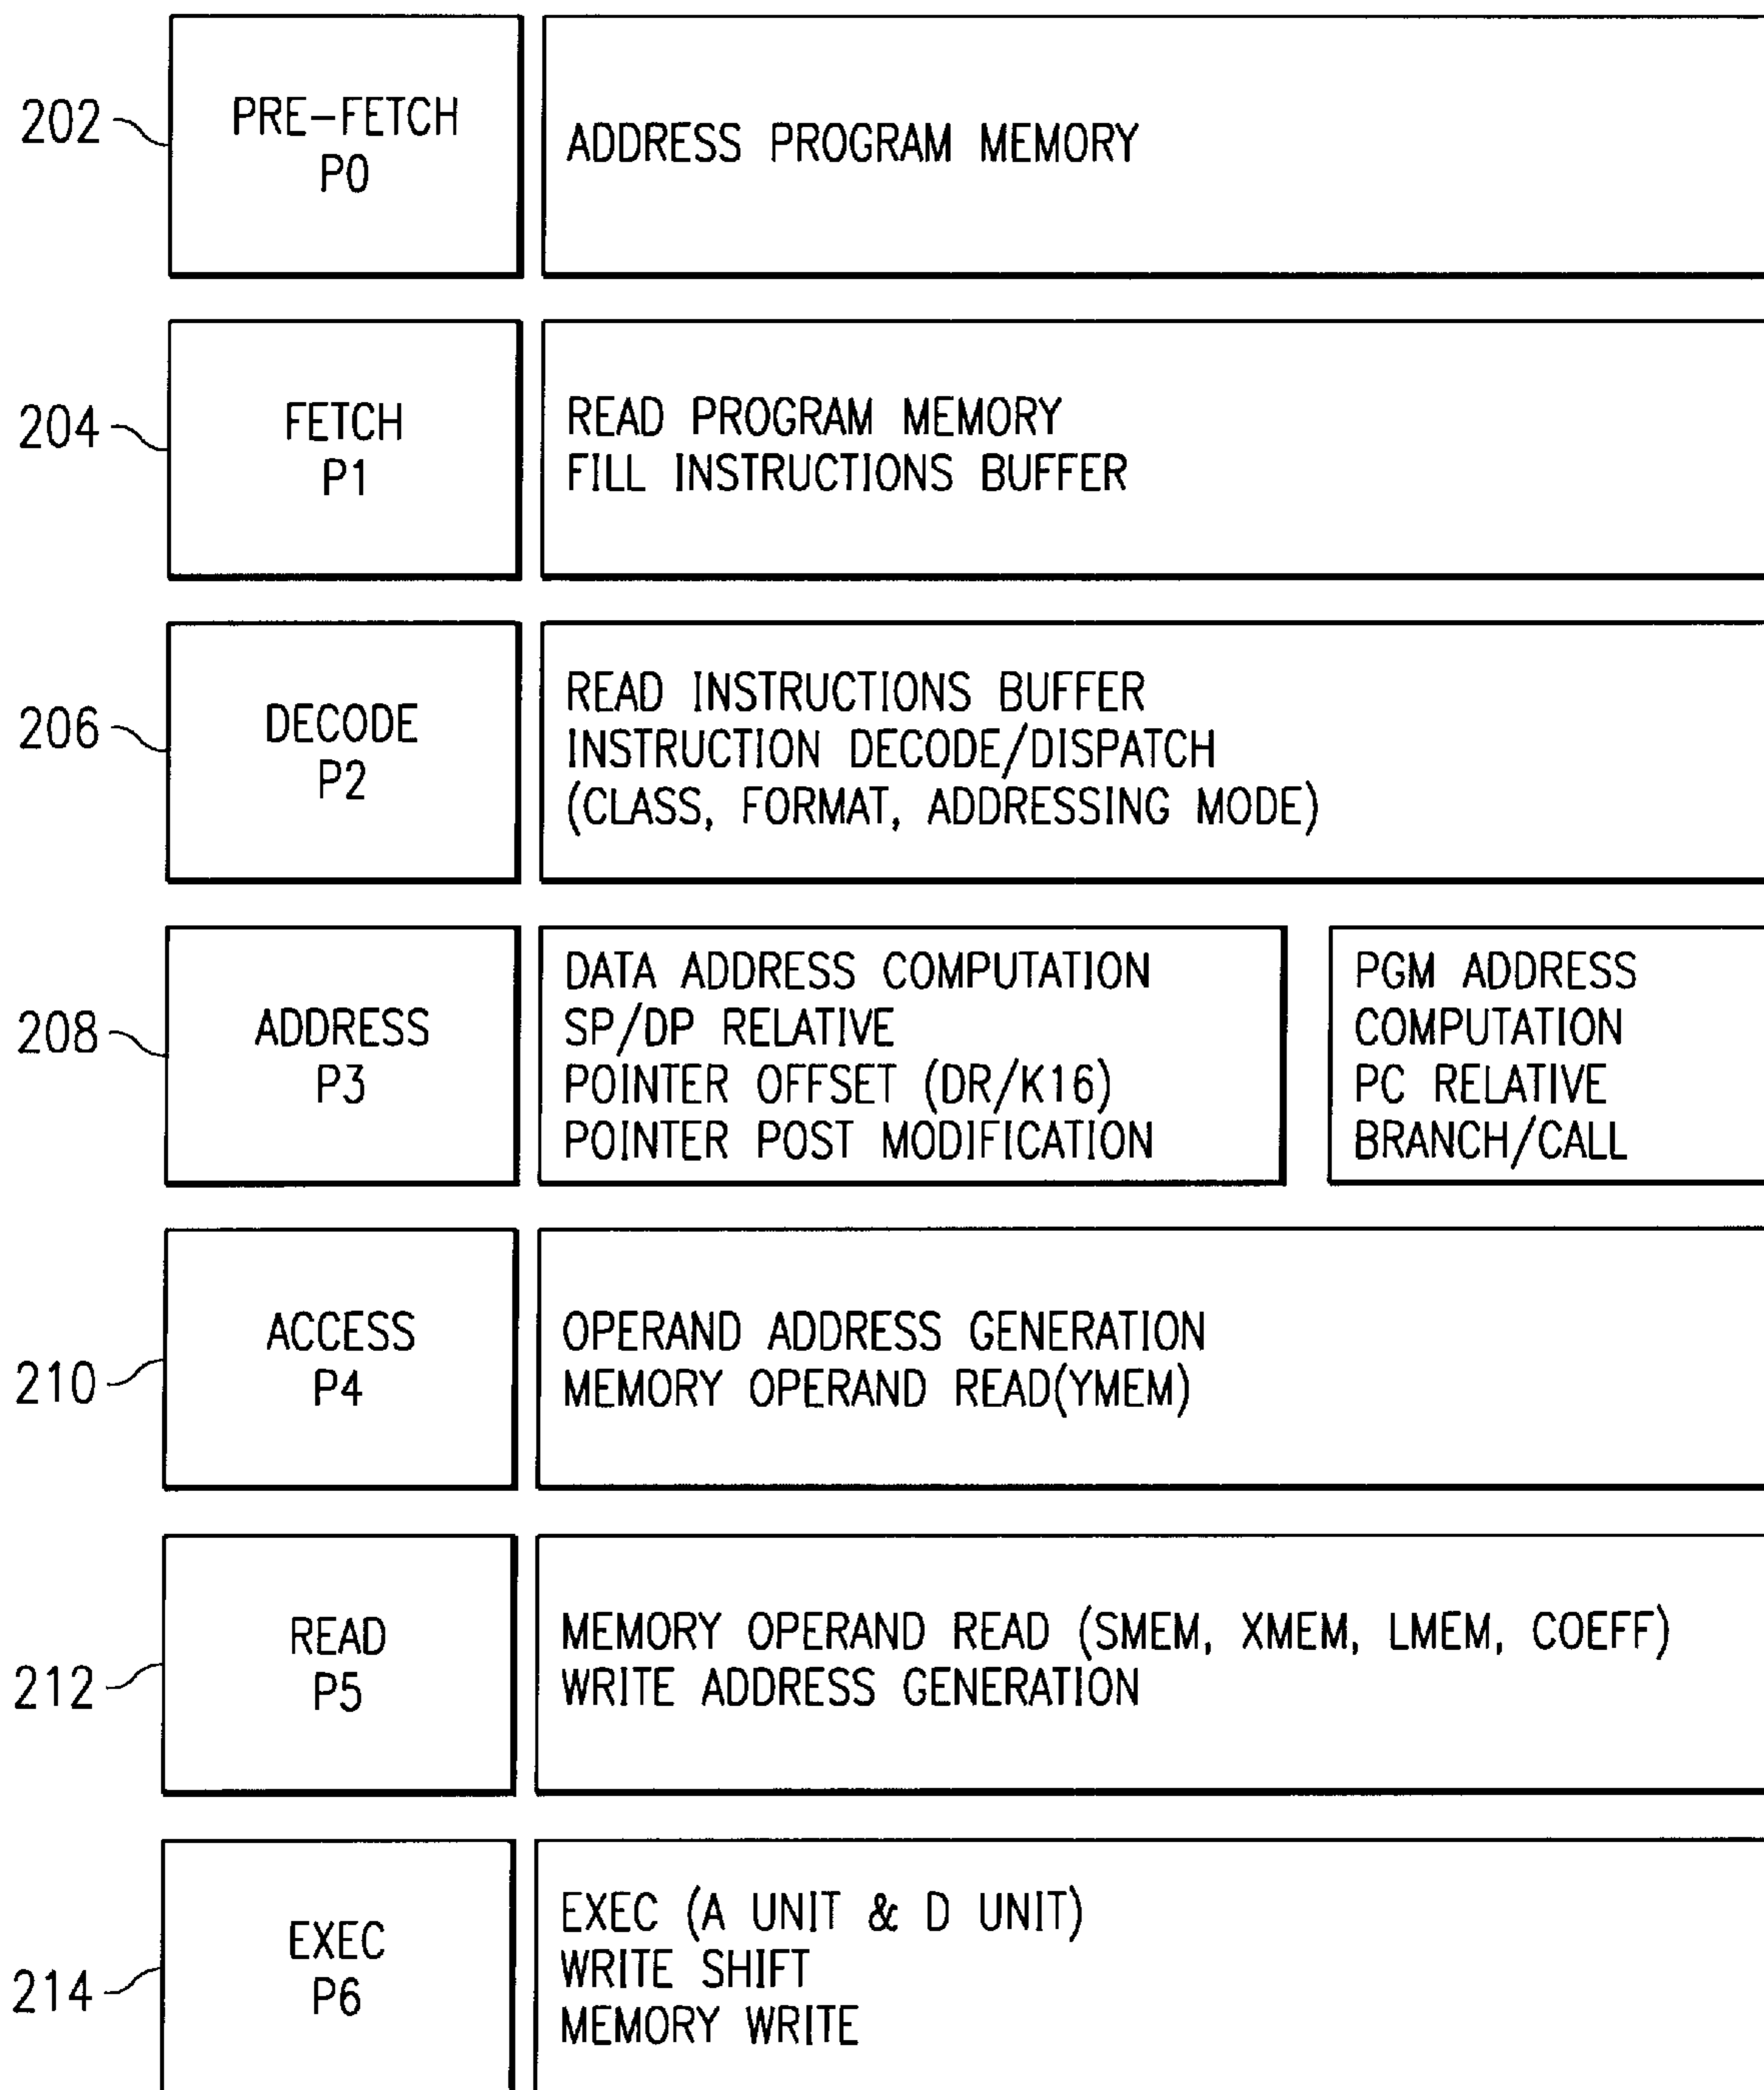 202
PRE-FETCH
P0
ADDRESS PROGRAM MEMORY
204
FETCH
P1
READ PROGRAM MEMORY
FILL INSTRUCTIONS BUFFER
206
DECODE
P2
READ INSTRUCTIONS BUFFER
INSTRUCTION DECODE/DISPATCH
(CLASS, FORMAT, ADDRESSING MODE)
208
ADDRESS
P3
DATA ADDRESS COMPUTATION
SP/DP RELATIVE
POINTER OFFSET (DR/K16)
POINTER POST MODIFICATION
PGM ADDRESS
COMPUTATION
PC RELATIVE
BRANCH/CALL
210
ACCESS
P4
OPERAND ADDRESS GENERATION
MEMORY OPERAND READ(YMEM)
212
READ
P5
MEMORY OPERAND READ (SMEM, XMEM, LMEM, COEFF)
WRITE ADDRESS GENERATION
214
EXEC
P6
EXEC (A UNIT & D UNIT)
WRITE SHIFT
MEMORY WRITE